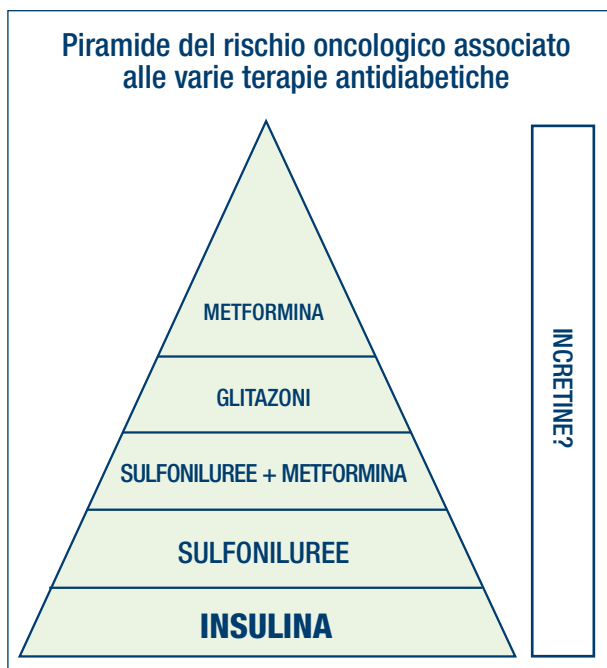 Piramide del rischio oncologico associato
alle varie terapie antidiabetiche
METFORMINA
GLITAZONI
SULFONILUREE + METFORMINA
SULFONILUREE
INSULINA
INCRETINE?